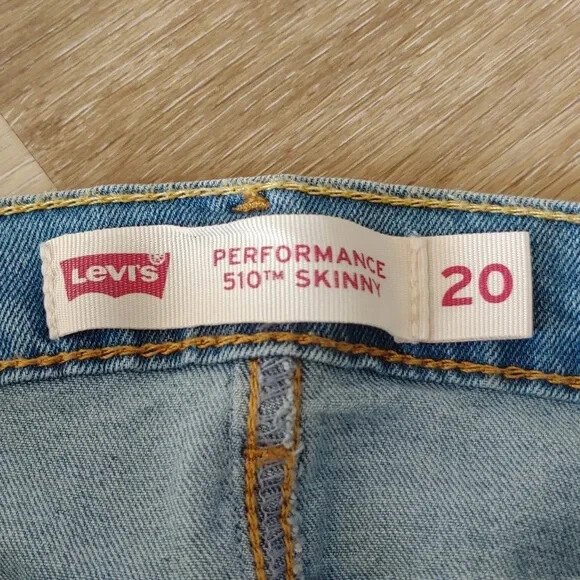 LEVI'S ®
PERFORMANCE
510™ SKINNY
20